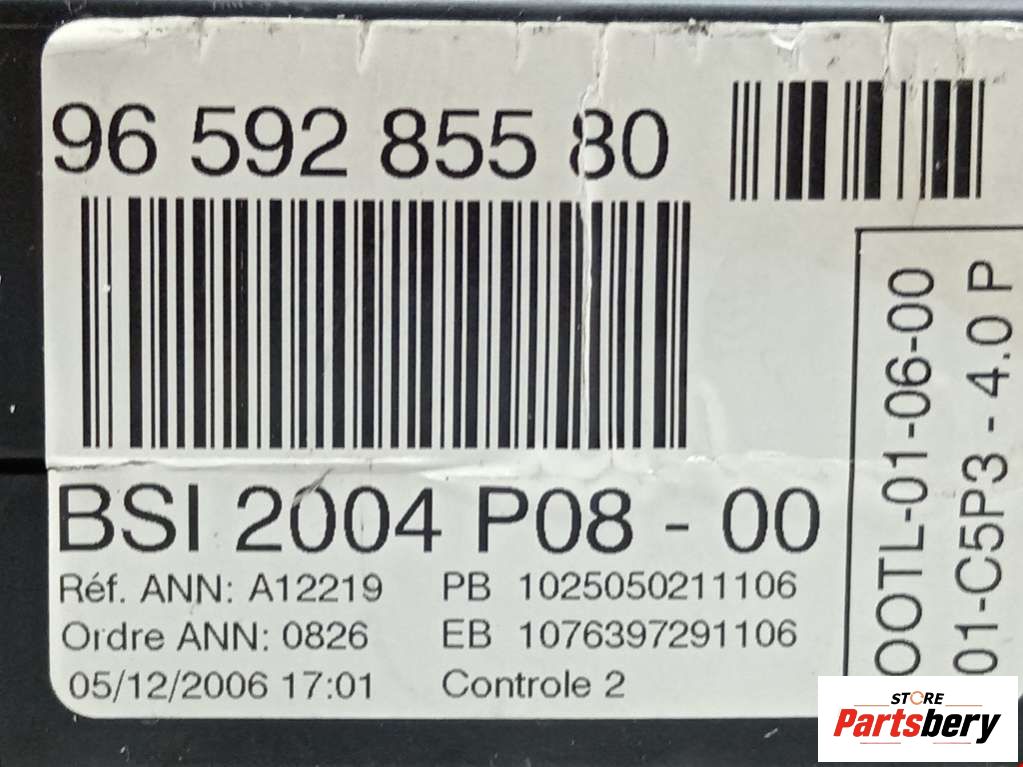 96 592 855 80
BSI 2004 P08 - 00
Réf. ANN: A12219 PB 1025050211106
Ordre ANN: 0826 EB 1076397291106
05/12/2006 17:01 Controle 2
OOTL-01-06-00
01-C5P3 - 4.0 P
STORE
Partsbery